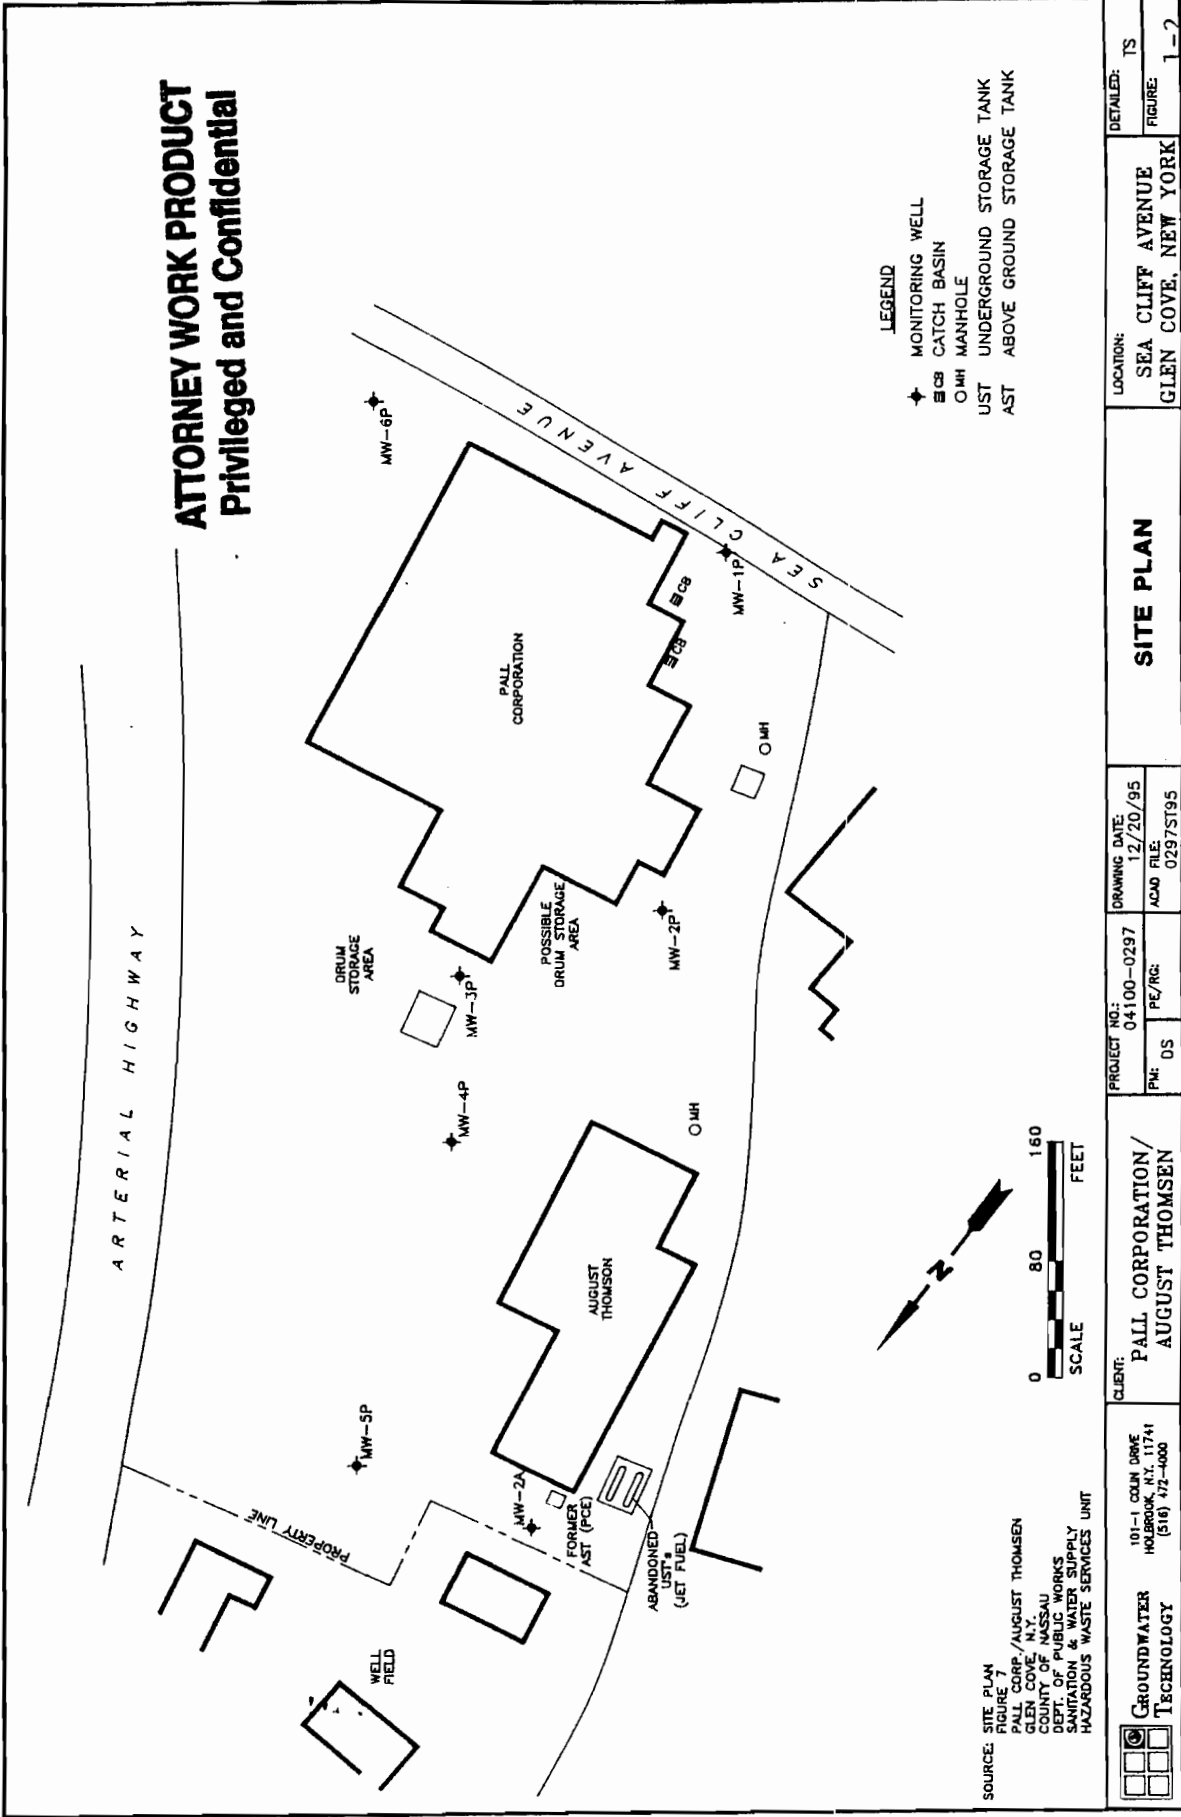 ATTORNEY WORK PRODUCT
Privileged and Confidential
ARTERIAL HIGHWAY
PROPERTY LINE
WELL
FIELD
MW-5P
MW-4P
MW-3P
DRUM
STORAGE
AREA
POSSIBLE
DRUM STORAGE
AREA
PALL
CORPORATION
MW-6P
SEA CLIFF AVENUE
MW-2A
FORMER
AST (PCE)
ABANDONED
UST's
(JET FUEL)
AUGUST
THOMSON
MH
MW-2P
MH
CB
CB
MW-1P
LEGEND
MONITORING WELL
CB CATCH BASIN
MH MANHOLE
UST UNDERGROUND STORAGE TANK
AST ABOVE GROUND STORAGE TANK
N
0 80 160
SCALE FEET
SOURCE: SITE PLAN
FIGURE 7
PALL CORP./AUGUST THOMSEN
GLEN COVE, N.Y.
COUNTY OF NASSAU
DEPT. OF PUBLIC WORKS
SANITATION & WATER SUPPLY
HAZARDOUS WASTE SERVICES UNIT
GROUNDWATER
TECHNOLOGY
101-1 COLIN DRIVE
HOLBROOK, N.Y. 11741
(516) 472-4000
CLIENT:
PALL CORPORATION/
AUGUST THOMSEN
PROJECT NO.:
04100-0297
DRAWING DATE:
12/20/95
PM: DS
PE/RG:
ACAD FILE:
0297ST95
SITE PLAN
LOCATION:
SEA CLIFF AVENUE
GLEN COVE, NEW YORK
DETAILED:
TS
FIGURE:
1-2